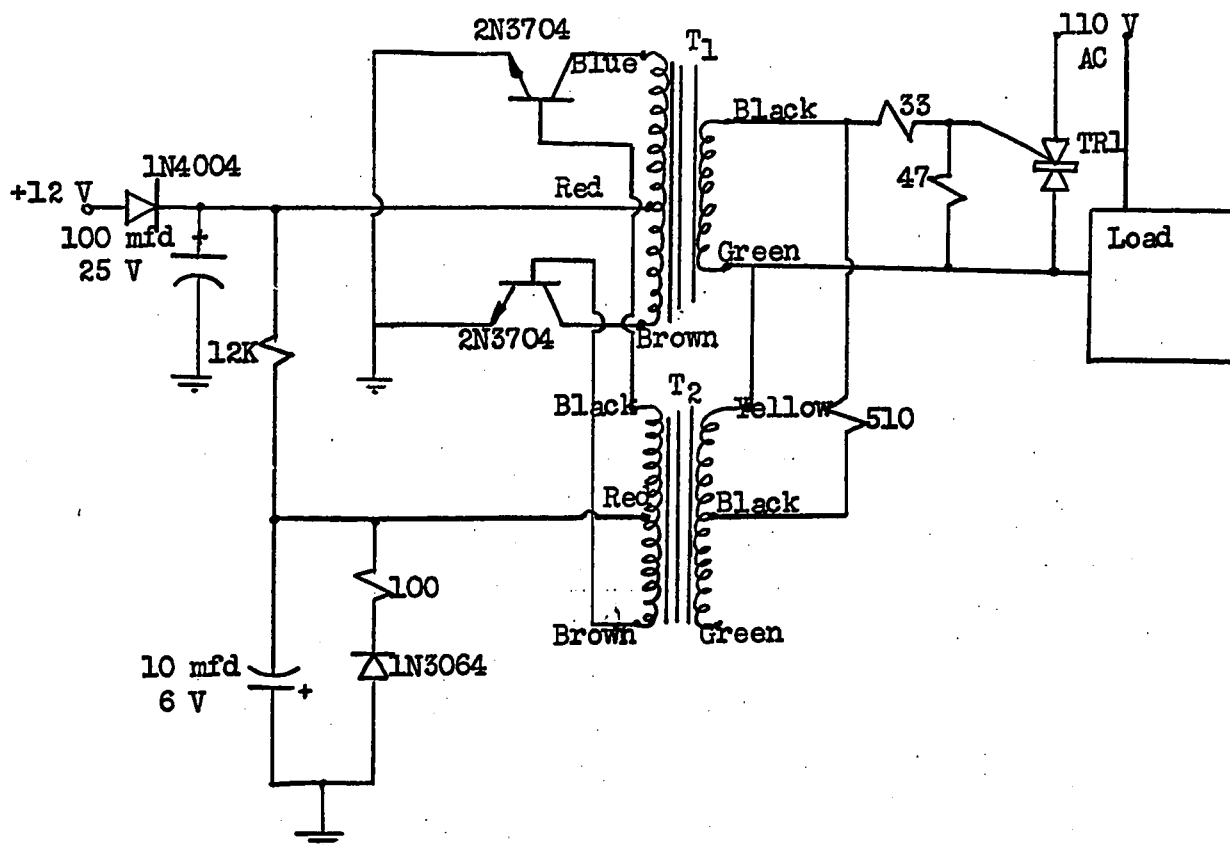 2N3704
T1
110 V
AC
Blue
Black
33
TR1
1N4004
+12 V
Red
47
100 mfd +
25 V
Green
Load
2N3704
Brown
12K
T2
Black
Yellow
510
Red
Black
100
Brown
Green
10 mfd
6 V
+
1N3064